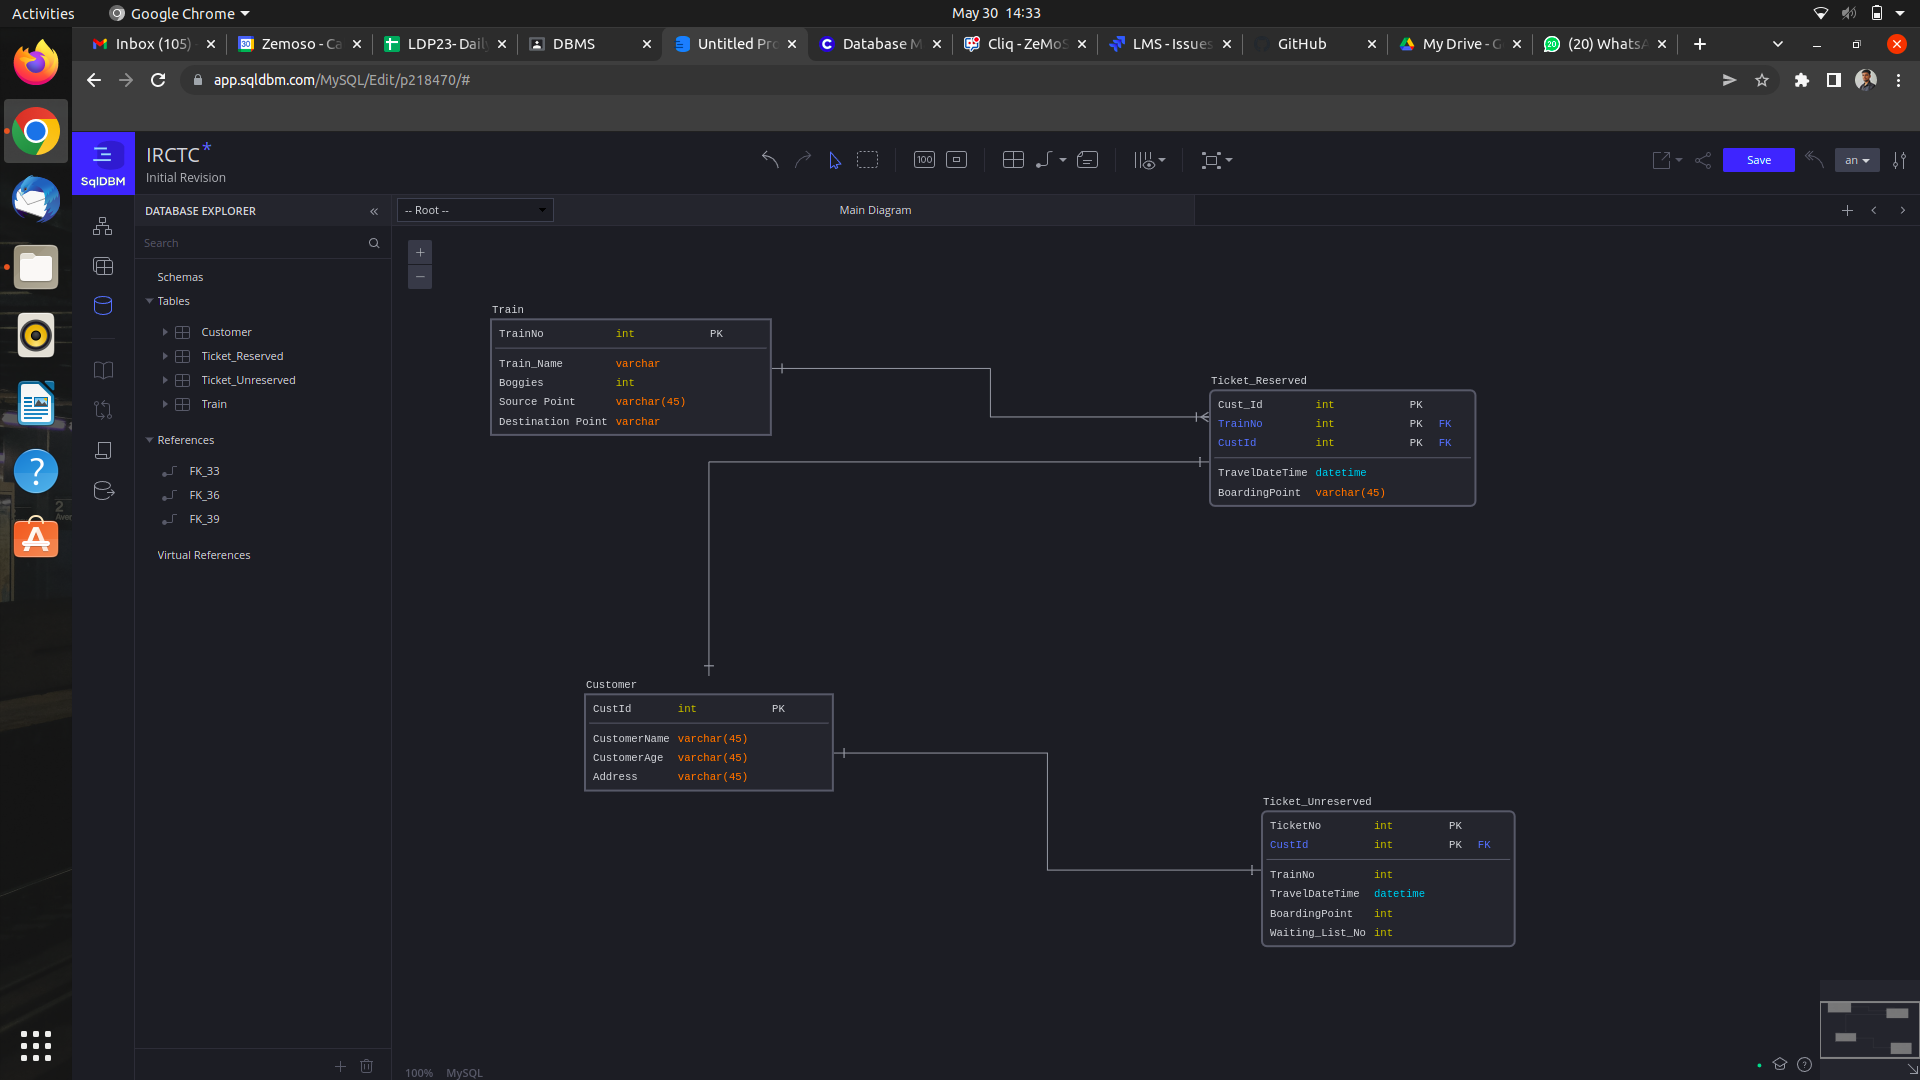 Activities
Google Chrome
May 30 14:33
Inbox (105)
Zemoso - Ca
LDP23- Daily
DBMS
Untitled Pro
Database M
Cliq - ZeMoS
LMS - Issues
GitHub
My Drive - G
(20) WhatsA
app.sqldbm.com/MySQL/Edit/p218470/#
SqlDBM
IRCTC*
Initial Revision
100
Save
an
DATABASE EXPLORER
-- Root --
Main Diagram
Search
Schemas
Tables
Customer
Ticket_Reserved
Ticket_Unreserved
Train
References
FK_33
FK_36
FK_39
Virtual References
Train
TrainNo int PK
Train_Name varchar
Boggies int
Source Point varchar(45)
Destination Point varchar
Ticket_Reserved
Cust_Id int PK
TrainNo int PK FK
CustId int PK FK
TravelDateTime datetime
BoardingPoint varchar(45)
Customer
CustId int PK
CustomerName varchar(45)
CustomerAge varchar(45)
Address varchar(45)
Ticket_Unreserved
TicketNo int PK
CustId int PK FK
TrainNo int
TravelDateTime datetime
BoardingPoint int
Waiting_List_No int
100% MySQL